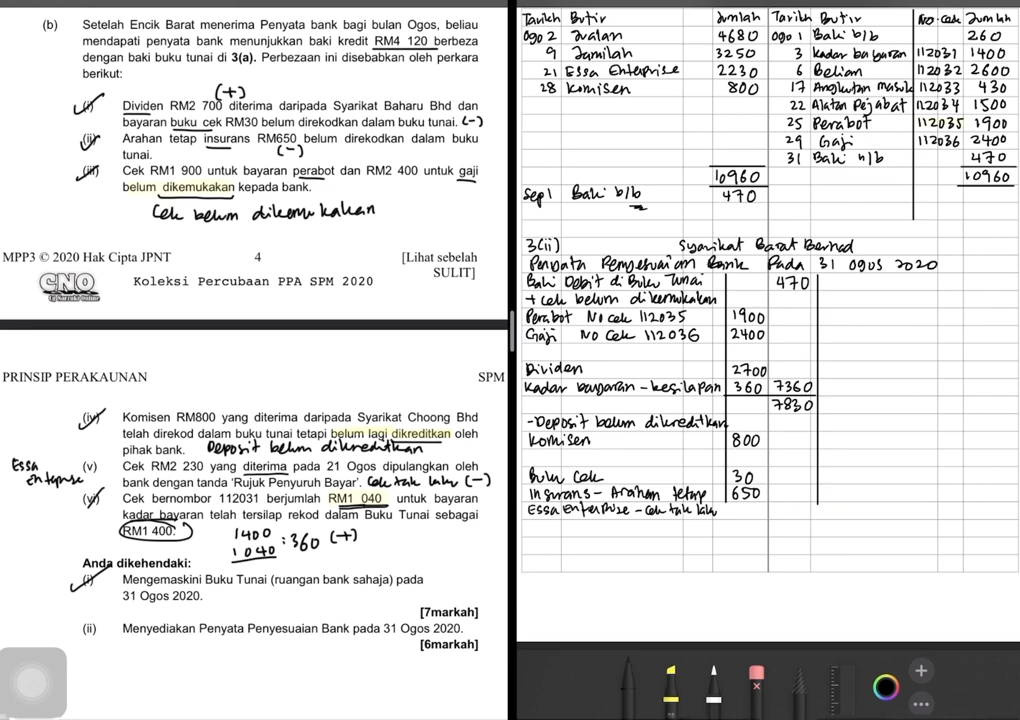 (b) Setelah Encik Barat menerima Penyata bank bagi bulan Ogos, beliau
mendapati penyata bank menunjukkan baki kredit RM4 120 berbeza
dengan baki buku tunai di 3(a). Perbezaan ini disebabkan oleh perkara
berikut:
(+)
(i) Dividen RM2 700 diterima daripada Syarikat Baharu Bhd dan
bayaran buku cek RM30 belum direkodkan dalam buku tunai. (-)
(ii) Arahan tetap insurans RM650 belum direkodkan dalam buku
tunai. (-)
(iii) Cek RM1 900 untuk bayaran perabot dan RM2 400 untuk gaji
belum dikemukakan kepada bank.
Cek belum dikemukakan
MPP3 © 2020 Hak Cipta JPNT 4 [Lihat sebelah
SULIT]
CNO
Cg Narzuki Online
Koleksi Percubaan PPA SPM 2020
PRINSIP PERAKAUNAN SPM
(iv) Komisen RM800 yang diterima daripada Syarikat Choong Bhd
telah direkod dalam buku tunai tetapi belum lagi dikreditkan oleh
pihak bank. Deposit belum dikreditkan
Essa Enteprise
(v) Cek RM2 230 yang diterima pada 21 Ogos dipulangkan oleh
bank dengan tanda 'Rujuk Penyuruh Bayar'. Cek tak laku (-)
(vi) Cek bernombor 112031 berjumlah RM1 040 untuk bayaran
kadar bayaran telah tersilap rekod dalam Buku Tunai sebagai
RM1 400.
1400
1040 : 360 (+)
Anda dikehendaki:
(i) Mengemaskini Buku Tunai (ruangan bank sahaja) pada
31 Ogos 2020.
[7markah]
(ii) Menyediakan Penyata Penyesuaian Bank pada 31 Ogos 2020.
[6markah]
Tarikh Butir Jumlah Tarikh Butir No. Cek Jumlah
Ogo 2 Jualan 4680 Ogo 1 Baki b/b 260
9 Jamilah 3250 3 Kadar bayaran 112031 1400
21 Essa Enterprise 2230 6 Belian 112032 2600
28 Komisen 800 17 Angkutan masuk 112033 430
22 Alatan Pejabat 112034 1500
25 Perabot 112035 1900
29 Gaji 112036 2400
31 Baki h/b 470
10960 10960
Sep 1 Baki b/b 470
3(ii) Syarikat Barat Berhad
Penyata Penyesuaian Bank Pada 31 Ogos 2020
Baki Debit di Buku Tunai 470
+ cek belum dikemukakan
Perabot No cek 112035 1900
Gaji No Cek 112036 2400
Dividen 2700
Kadar bayaran - kesilapan 360 7360
7830
- Deposit belum dikreditkan
Komisen 800
Buku Cek 30
Insurans - Arahan tetap 650
Essa Enterprise - cek tak laku